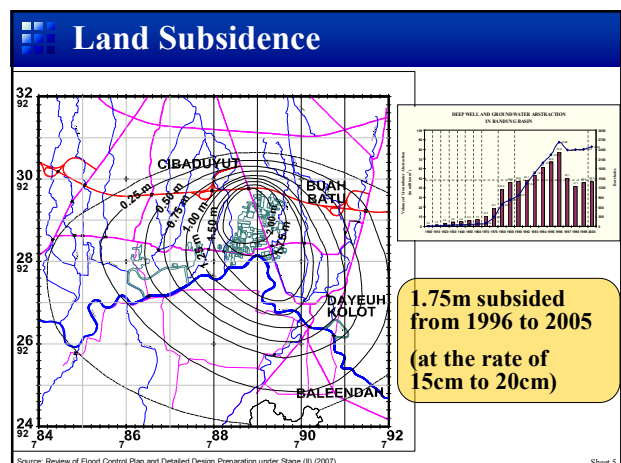 Land Subsidence
32
92
30
92
28
92
26
92
24
92
7 84
86
7
88
7
90
7
92
7
CIBADUYUT
BUAH
BATU
DAYEUH
KOLOT
BALEENDAH
0.25 m
0.50 m
0.75 m
1.00 m
1.25 m
1.50 m
1.75 m
2.00 m
DEEP WELL AND GROUNDWATER ABSTRACTION
IN BANDUNG BASIN
1.75m subsided
from 1996 to 2005
(at the rate of
15cm to 20cm)
Source: Review of Flood Control Plan and Detailed Design Preparation under Stage (II) (2007)
Sheet 5